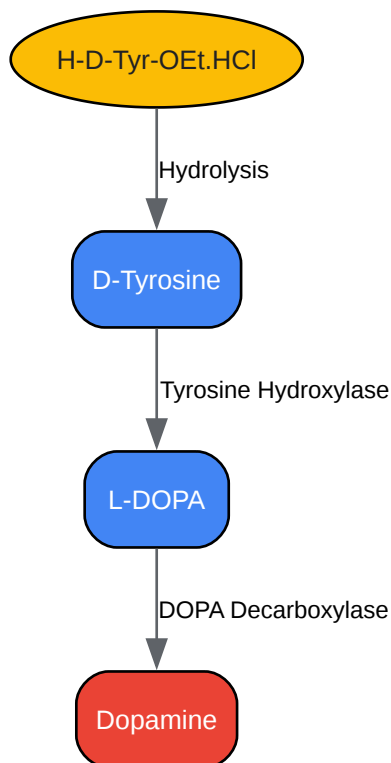 H-D-Tyr-OEt.HCl
Hydrolysis
D-Tyrosine
Tyrosine Hydroxylase
L-DOPA
DOPA Decarboxylase
Dopamine